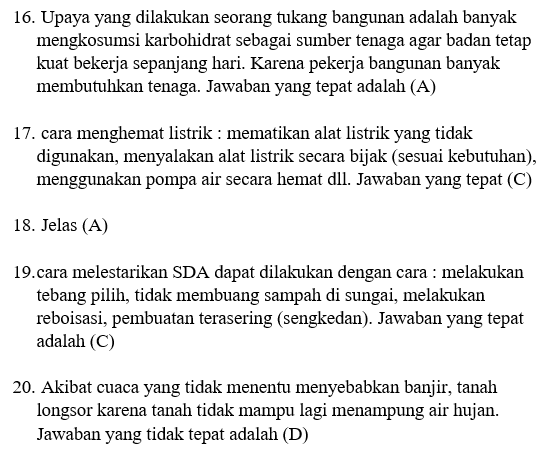 16. Upaya yang dilakukan seorang tukang bangunan adalah banyak
mengkosumsi karbohidrat sebagai sumber tenaga agar badan tetap
kuat bekerja sepanjang hari. Karena pekerja bangunan banyak
membutuhkan tenaga. Jawaban yang tepat adalah (A)
17. cara menghemat listrik : mematikan alat listrik yang tidak
digunakan, menyalakan alat listrik secara bijak (sesuai kebutuhan),
menggunakan pompa air secara hemat dll. Jawaban yang tepat (C)
18. Jelas (A)
19.cara melestarikan SDA dapat dilakukan dengan cara : melakukan
tebang pilih, tidak membuang sampah di sungai, melakukan
reboisasi, pembuatan terasering (sengkedan). Jawaban yang tepat
adalah (C)
20. Akibat cuaca yang tidak menentu menyebabkan banjir, tanah
longsor karena tanah tidak mampu lagi menampung air hujan.
Jawaban yang tidak tepat adalah (D)